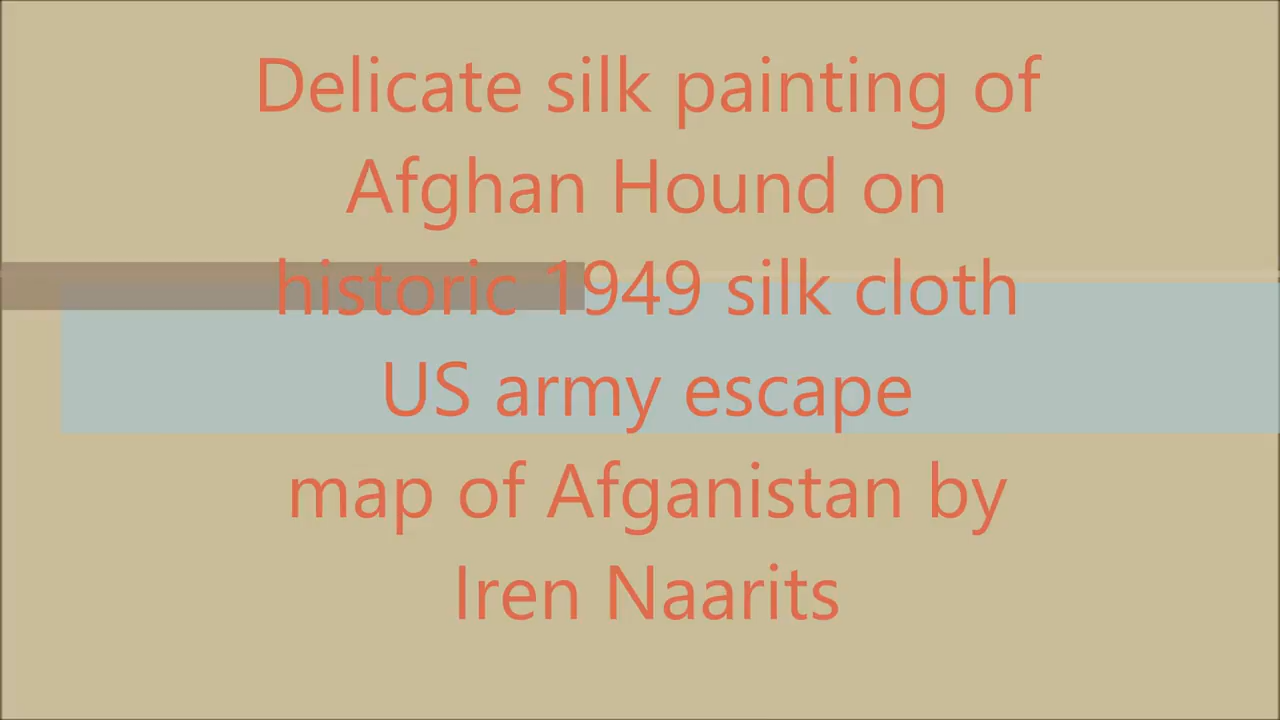 Delicate silk painting of
Afghan Hound on
historic 1949 silk cloth
US army escape
map of Afganistan by
Iren Naarits